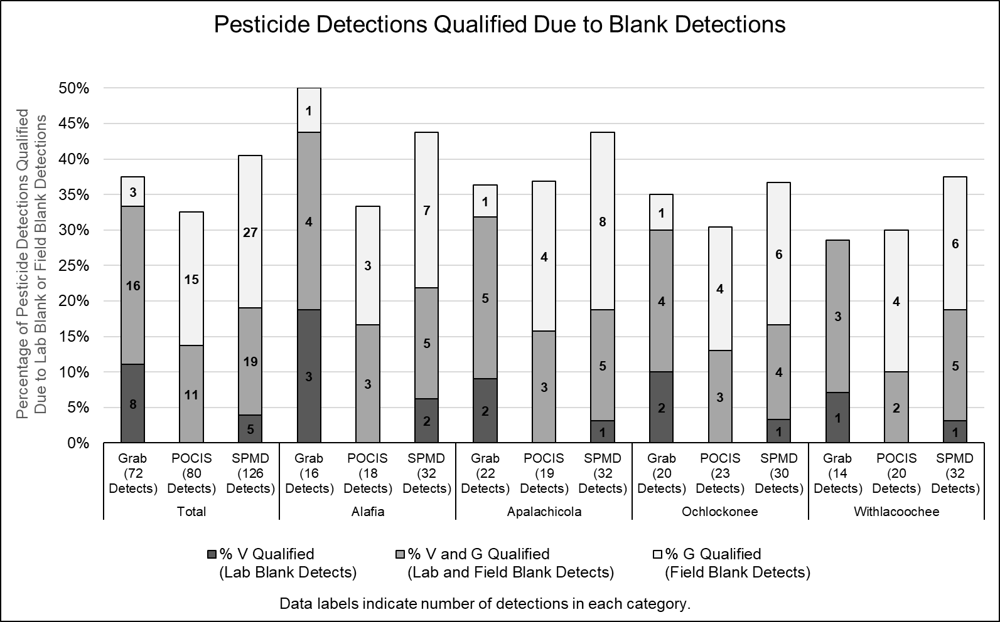 Pesticide Detections Qualified Due to Blank Detections
Percentage of Pesticide Detections Qualified
Due to Lab Blank or Field Blank Detections
50%
45%
40%
35%
30%
25%
20%
15%
10%
5%
0%
3
16
8
15
11
27
19
5
1
4
3
3
3
7
5
2
1
5
2
4
3
8
5
1
1
4
2
4
3
6
4
1
3
1
4
2
6
5
1
Grab
(72
Detects)
POCIS
(80
Detects)
SPMD
(126
Detects)
Grab
(16
Detects)
POCIS
(18
Detects)
SPMD
(32
Detects)
Grab
(22
Detects)
POCIS
(19
Detects)
SPMD
(32
Detects)
Grab
(20
Detects)
POCIS
(23
Detects)
SPMD
(30
Detects)
Grab
(14
Detects)
POCIS
(20
Detects)
SPMD
(32
Detects)
Total
Alafia
Apalachicola
Ochlockonee
Withlacoochee
% V Qualified
(Lab Blank Detects)
% V and G Qualified
(Lab and Field Blank Detects)
% G Qualified
(Field Blank Detects)
Data labels indicate number of detections in each category.